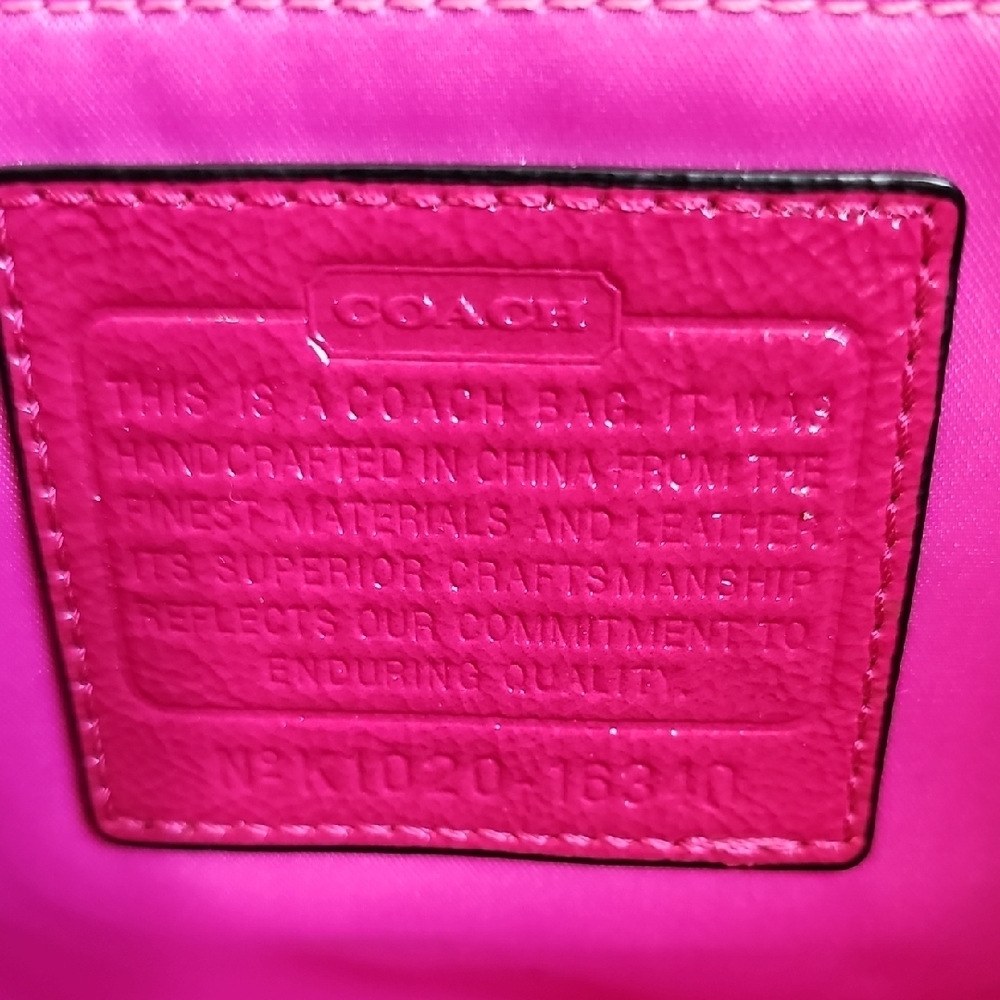 COACH
THIS IS A COACH BAG. IT WAS
HANDCRAFTED IN CHINA FROM THE
FINEST MATERIALS AND LEATHER.
ITS SUPERIOR CRAFTSMANSHIP
REFLECTS OUR COMMITMENT TO
ENDURING QUALITY.
Nº K1020-16340